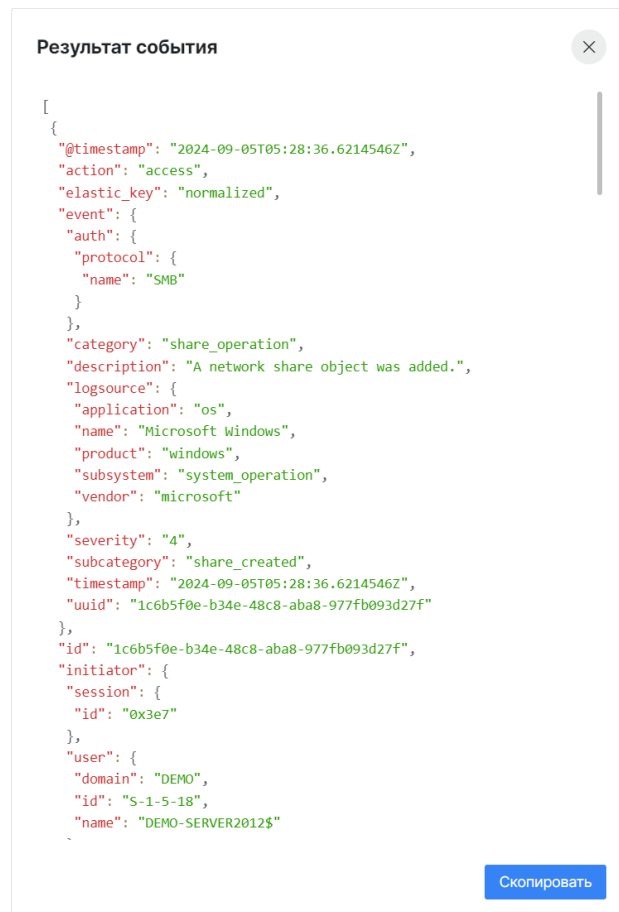 Результат события
[
{
"@timestamp": "2024-09-05T05:28:36.6214546Z",
"action": "access",
"elastic_key": "normalized",
"event": {
"auth": {
"protocol": {
"name": "SMB"
}
},
"category": "share_operation",
"description": "A network share object was added.",
"logsource": {
"application": "os",
"name": "Microsoft Windows",
"product": "windows",
"subsystem": "system_operation",
"vendor": "microsoft"
},
"severity": "4",
"subcategory": "share_created",
"timestamp": "2024-09-05T05:28:36.6214546Z",
"uuid": "1c6b5f0e-b34e-48c8-aba8-977fb093d27f"
},
"id": "1c6b5f0e-b34e-48c8-aba8-977fb093d27f",
"initiator": {
"session": {
"id": "0x3e7"
},
"user": {
"domain": "DEMO",
"id": "S-1-5-18",
"name": "DEMO-SERVER2012$"
Скопировать